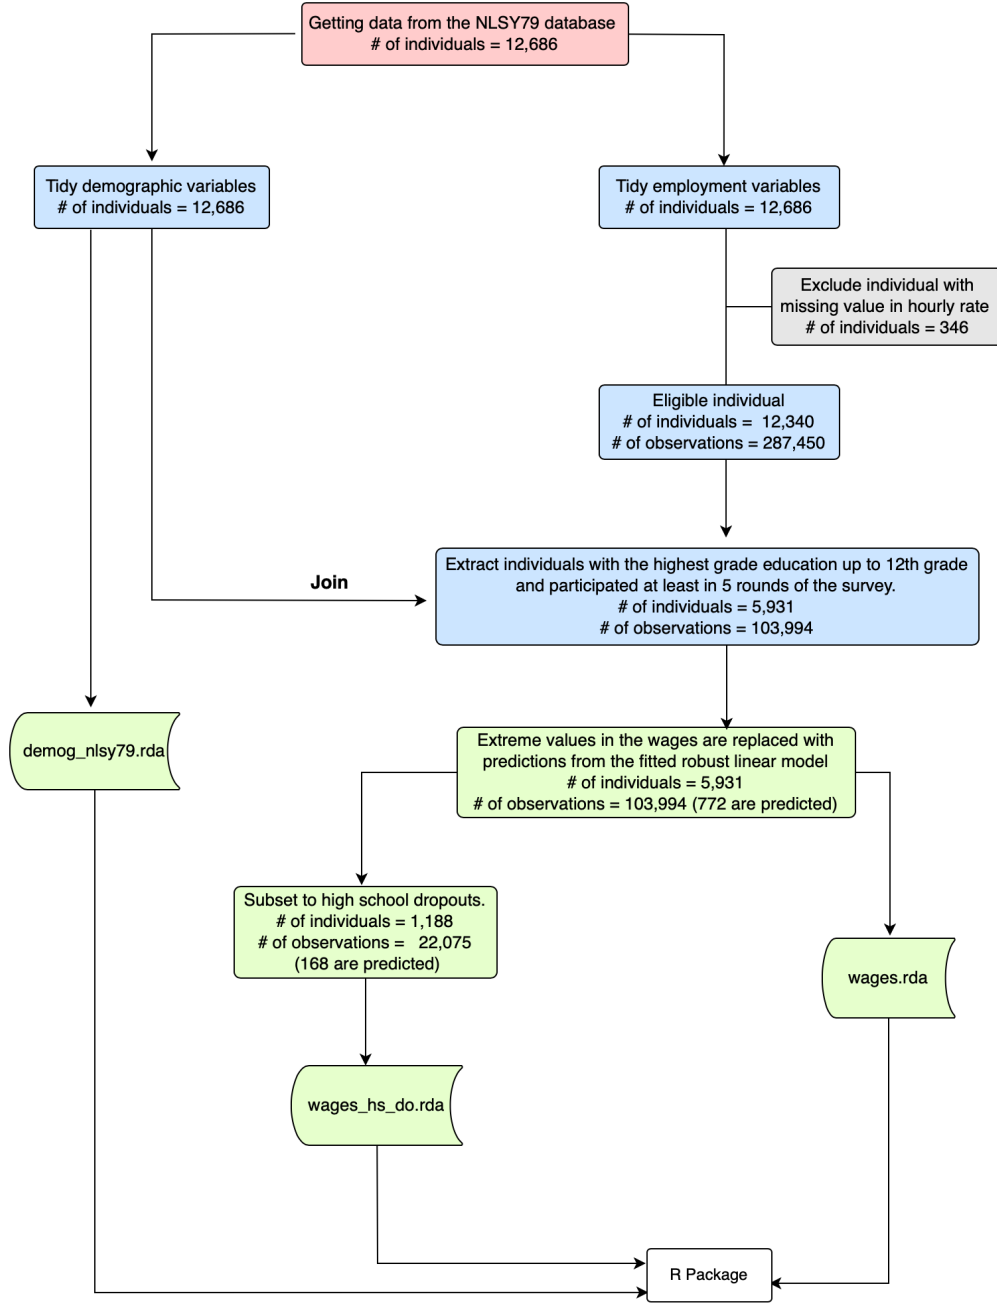 Getting data from the NLSY79 database
# of individuals = 12,686
Tidy demographic variables
# of individuals = 12,686
Tidy employment variables
# of individuals = 12,686
Exclude individual with
missing value in hourly rate
# of individuals = 346
Eligible individual
# of individuals = 12,340
# of observations = 287,450
Join
Extract individuals with the highest grade education up to 12th grade
and participated at least in 5 rounds of the survey.
# of individuals = 5,931
# of observations = 103,994
demog_nlsy79.rda
Extreme values in the wages are replaced with
predictions from the fitted robust linear model
# of individuals = 5,931
# of observations = 103,994 (772 are predicted)
Subset to high school dropouts.
# of individuals = 1,188
# of observations = 22,075
(168 are predicted)
wages.rda
wages_hs_do.rda
R Package